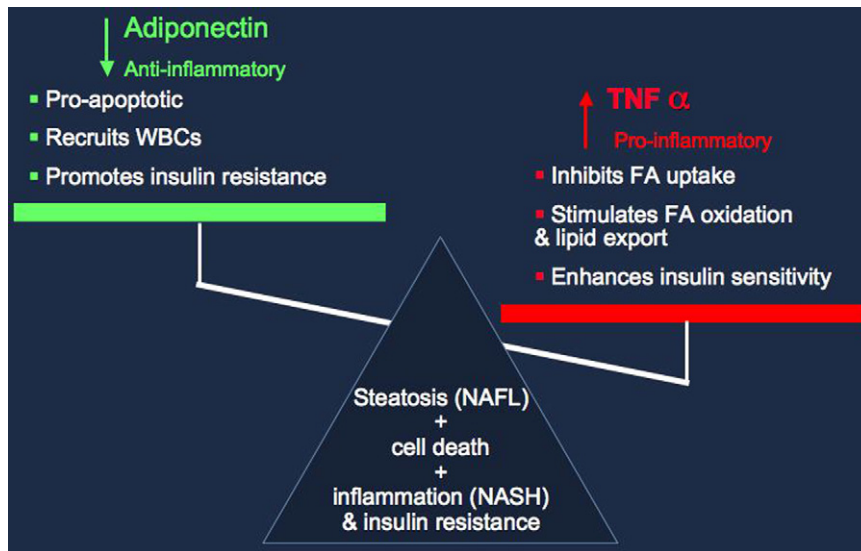 Adiponectin
Anti-inflammatory
▪ Pro-apoptotic
▪ Recruits WBCs
▪ Promotes insulin resistance
TNF α
Pro-inflammatory
▪ Inhibits FA uptake
▪ Stimulates FA oxidation
& lipid export
▪ Enhances insulin sensitivity
Steatosis (NAFL)
+
cell death
+
inflammation (NASH)
& insulin resistance